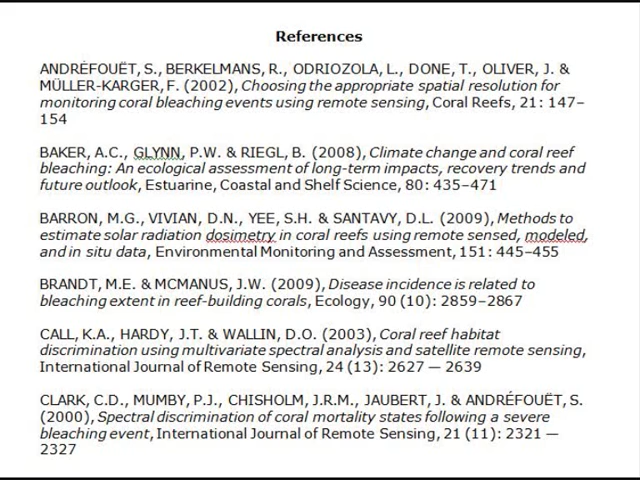 References
ANDRÉFOUËT, S., BERKELMANS, R., ODRIOZOLA, L., DONE, T., OLIVER, J. &
MÜLLER-KARGER, F. (2002), Choosing the appropriate spatial resolution for
monitoring coral bleaching events using remote sensing, Coral Reefs, 21: 147–
154
BAKER, A.C., GLYNN, P.W. & RIEGL, B. (2008), Climate change and coral reef
bleaching: An ecological assessment of long-term impacts, recovery trends and
future outlook, Estuarine, Coastal and Shelf Science, 80: 435–471
BARRON, M.G., VIVIAN, D.N., YEE, S.H. & SANTAVY, D.L. (2009), Methods to
estimate solar radiation dosimetry in coral reefs using remote sensed, modeled,
and in situ data, Environmental Monitoring and Assessment, 151: 445–455
BRANDT, M.E. & MCMANUS, J.W. (2009), Disease incidence is related to
bleaching extent in reef-building corals, Ecology, 90 (10): 2859–2867
CALL, K.A., HARDY, J.T. & WALLIN, D.O. (2003), Coral reef habitat
discrimination using multivariate spectral analysis and satellite remote sensing,
International Journal of Remote Sensing, 24 (13): 2627 — 2639
CLARK, C.D., MUMBY, P.J., CHISHOLM, J.R.M., JAUBERT, J. & ANDRÉFOUËT, S.
(2000), Spectral discrimination of coral mortality states following a severe
bleaching event, International Journal of Remote Sensing, 21 (11): 2321 —
2327